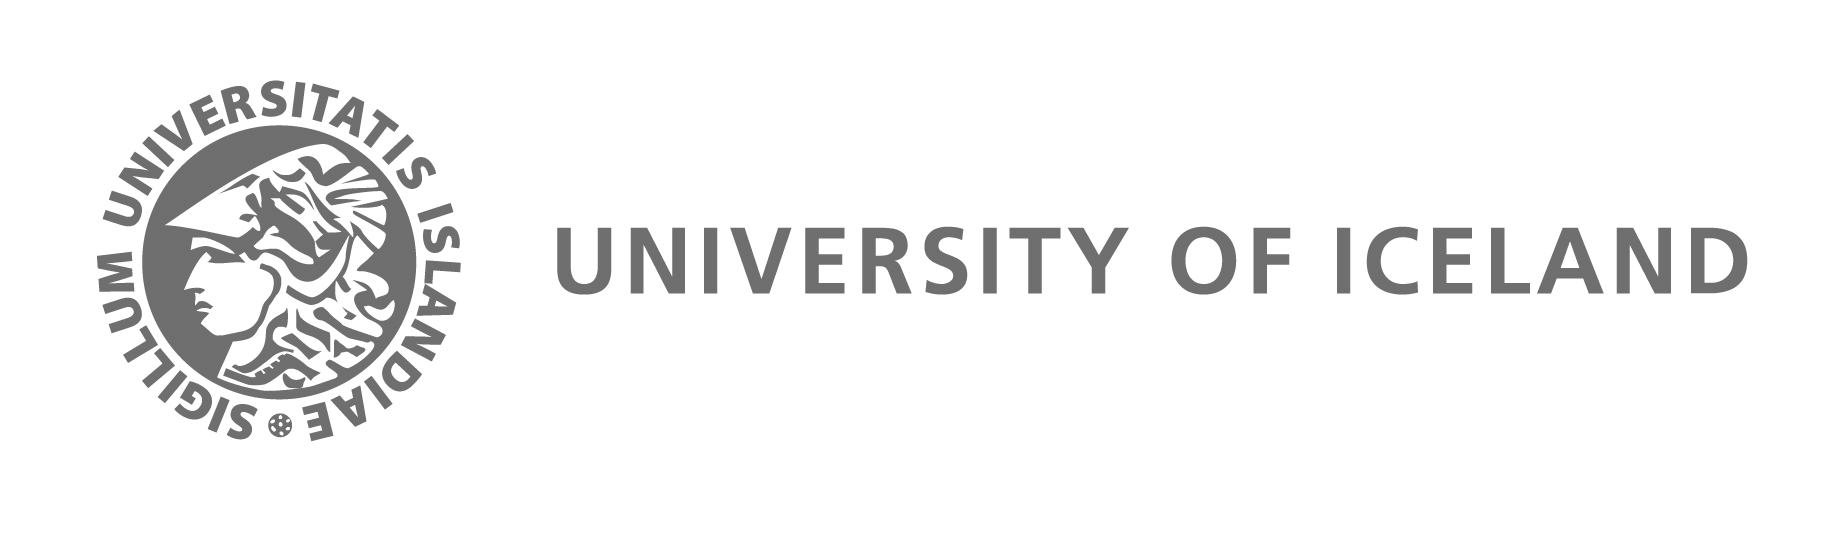 SIGILLUM UNIVERSITATIS ISLANDIAE
UNIVERSITY OF ICELAND